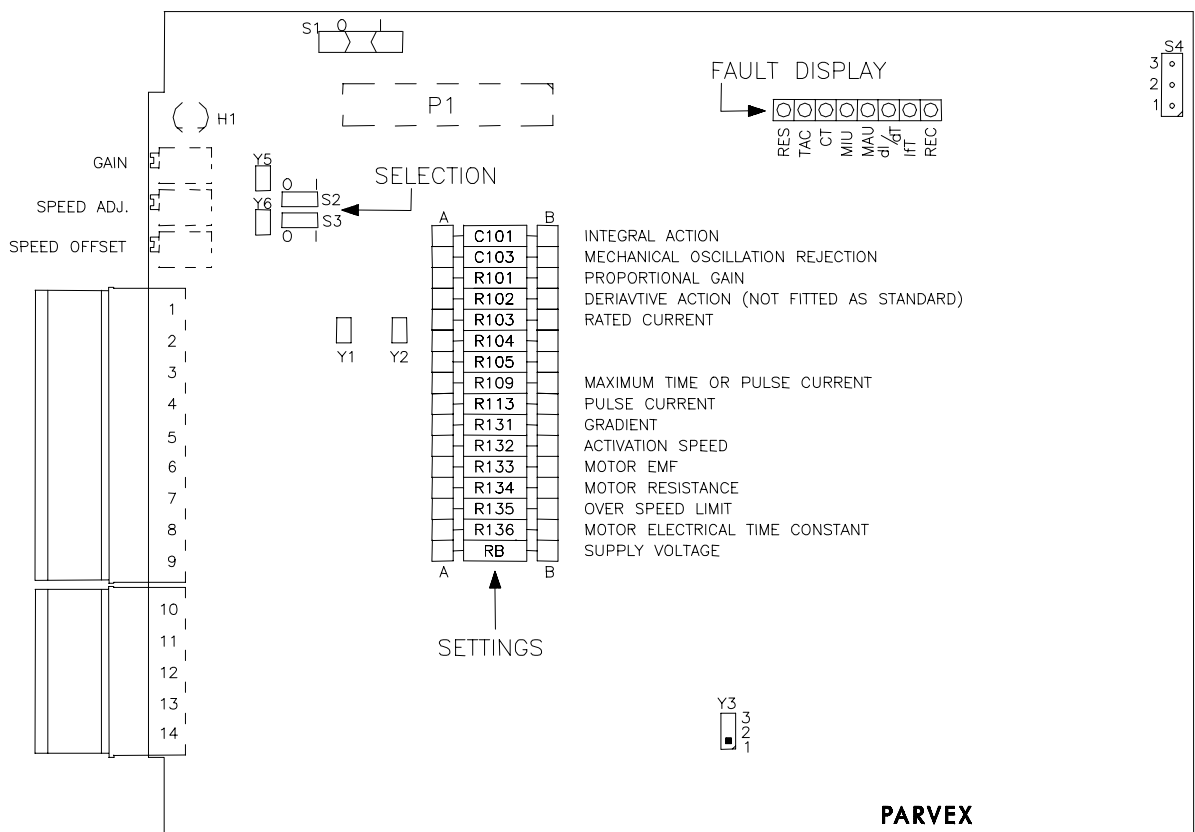 S1 O I
S4
3
2
1
FAULT DISPLAY
P1
H1
RES TAC CT MIU MAU dI/dT IfT REC
GAIN
Y5
SELECTION
O I
S2
SPEED ADJ.
Y6
S3
O I
SPEED OFFSET
A B
C101 INTEGRAL ACTION
C103 MECHANICAL OSCILLATION REJECTION
R101 PROPORTIONAL GAIN
R102 DERIAVTIVE ACTION (NOT FITTED AS STANDARD)
R103 RATED CURRENT
R104
R105
R109 MAXIMUM TIME OR PULSE CURRENT
R113 PULSE CURRENT
R131 GRADIENT
R132 ACTIVATION SPEED
R133 MOTOR EMF
R134 MOTOR RESISTANCE
R135 OVER SPEED LIMIT
R136 MOTOR ELECTRICAL TIME CONSTANT
RB SUPPLY VOLTAGE
A B
SETTINGS
Y1 Y2
1
2
3
4
5
6
7
8
9
10
11
12
13
14
Y3
3
2
1
PARVEX